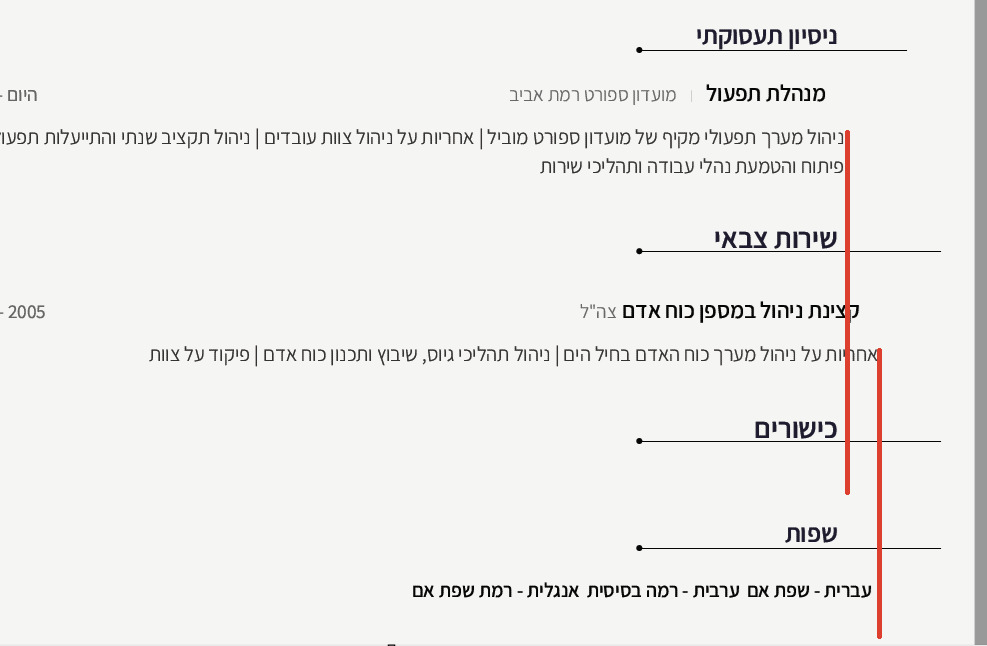 ניסיון תעסוקתי
מנהלת תפעול | מועדון ספורט רמת אביב היום -
ניהול מערך תפעולי מקיף של מועדון ספורט מוביל | אחריות על ניהול צוות עובדים | ניהול תקציב שנתי והתייעלות
פיתוח והטמעת נהלי עבודה ותהליכי שירות
שירות צבאי
קצינת ניהול במספן כוח אדם צה"ל 2005 -
אחריות על ניהול מערך כוח האדם בחיל הים | ניהול תהליכי גיוס, שיבוץ ותכנון כוח אדם | פיקוד על צוות
כישורים
שפות
עברית - שפת אם ערבית - רמה בסיסית אנגלית - רמת שפת אם